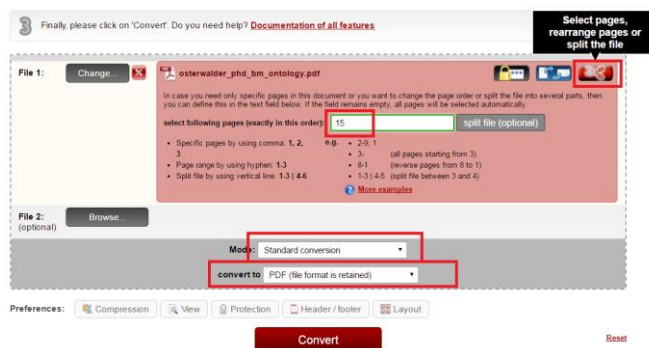 3 Finally, please click on 'Convert'. Do you need help? Documentation of all features
Select pages,
rearrange pages or
split the file
File 1:
Change...
osterwalder_phd_bm_ontology.pdf
In case you need only specific pages in this document or you want to change the page order or split the file into several parts, then
you can define this in the text field below. If the field remains empty, all pages will be selected automatically.
select following pages (exactly in this order): 15 split file (optional)
• Specific pages by using comma: 1, 2,
3
• Page range by using hyphen: 1-3
• Split file by using vertical line: 1-3 | 4-6
e.g. • 2-9, 1
• 3- (all pages starting from 3)
• 8-1 (reverse pages from 8 to 1)
• 1-3 | 4-6 (split file between 3 and 4)
More examples
File 2:
(optional)
Browse...
Mode: Standard conversion
convert to PDF (file format is retained)
Preferences: Compression View Protection Header / footer Layout
Convert
Reset